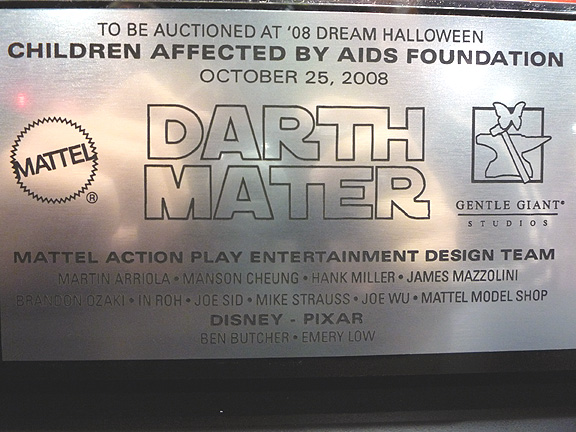 TO BE AUCTIONED AT '08 DREAM HALLOWEEN
CHILDREN AFFECTED BY AIDS FOUNDATION
OCTOBER 25, 2008
DARTH
MATER
MATTEL
®
GENTLE GIANT®
STUDIOS
MATTEL ACTION PLAY ENTERTAINMENT DESIGN TEAM
MARTIN ARRIOLA • MANSON CHEUNG • HANK MILLER • JAMES MAZZOLINI
BRANDON OZAKI • IN ROH • JOE SID • MIKE STRAUSS • JOE WU • MATTEL MODEL SHOP
DISNEY - PIXAR
BEN BUTCHER • EMERY LOW